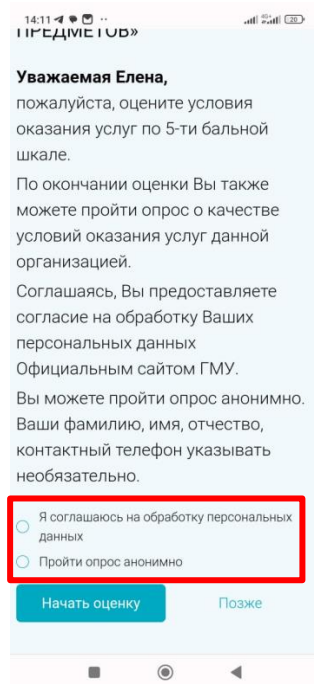 14:11
20
ПРЕДМЕТОВ»
Уважаемая Елена,
пожалуйста, оцените условия
оказания услуг по 5-ти бальной
шкале.
По окончании оценки Вы также
можете пройти опрос о качестве
условий оказания услуг данной
организацией.
Соглашаясь, Вы предоставляете
согласие на обработку Ваших
персональных данных
Официальным сайтом ГМУ.
Вы можете пройти опрос анонимно.
Ваши фамилию, имя, отчество,
контактный телефон указывать
необязательно.
Я соглашаюсь на обработку персональных
данных
Пройти опрос анонимно
Начать оценку Позже